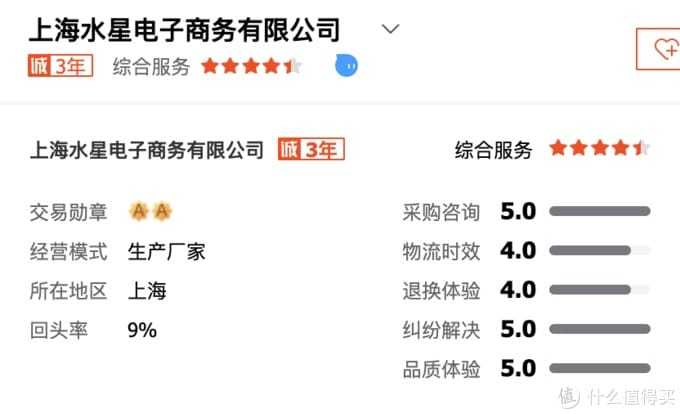 上海水星电子商务有限公司
诚 3年 综合服务
上海水星电子商务有限公司 诚 3年
交易勋章 A A
经营模式 生产厂家
所在地区 上海
回头率 9%
综合服务
采购咨询 5.0
物流时效 4.0
退换体验 4.0
纠纷解决 5.0
品质体验 5.0
值 什么值得买